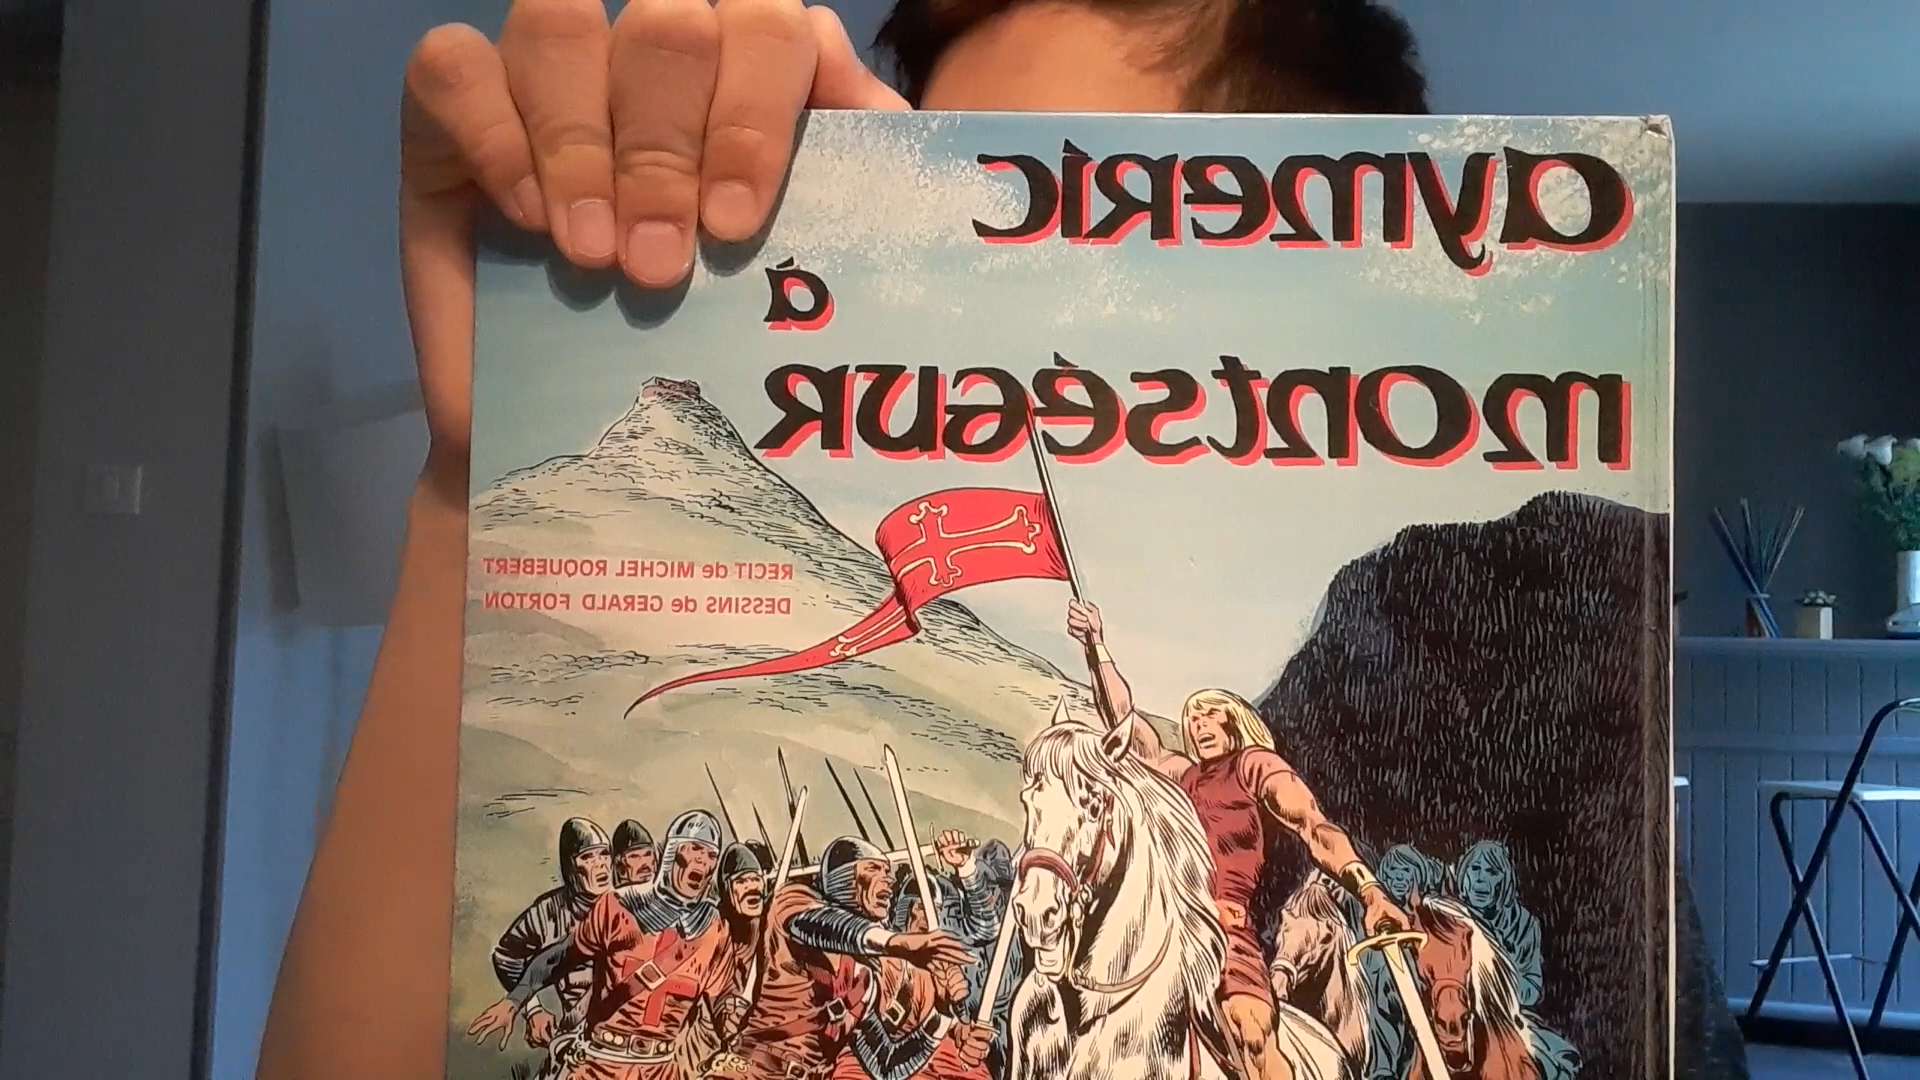 aymeric
à
montségur
RECIT de MICHEL ROQUEBERT
DESSINS de GERALD FORTON